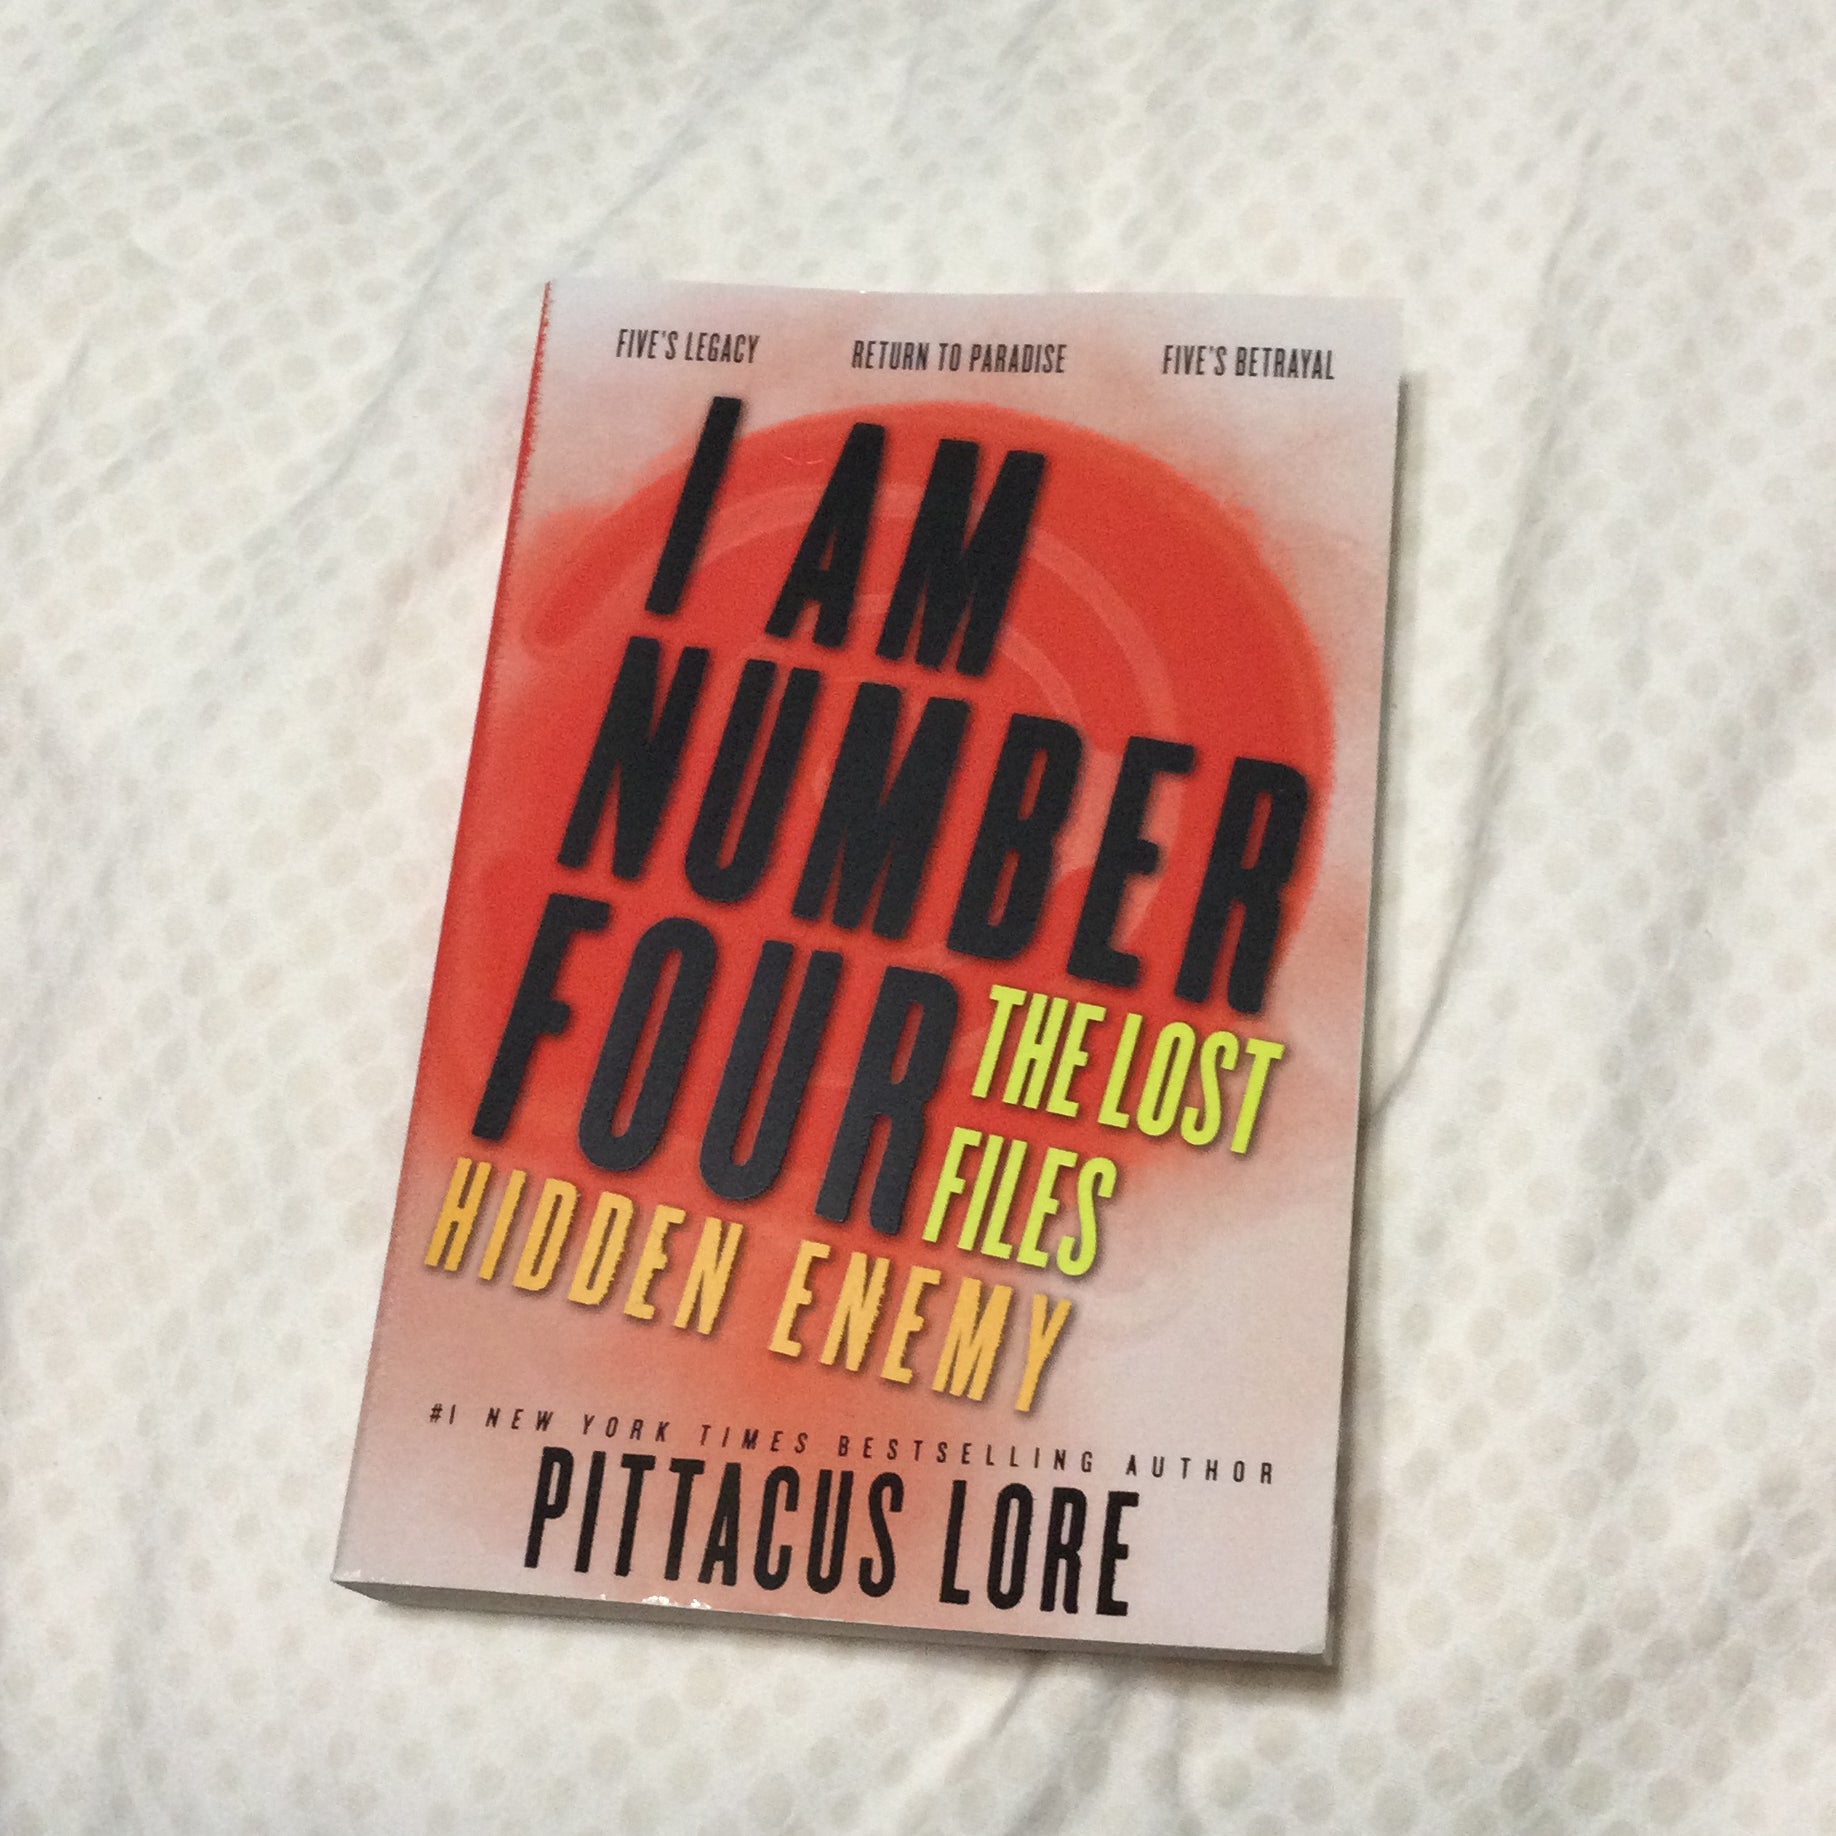 FIVE'S LEGACY RETURN TO PARADISE FIVE'S BETRAYAL
I AM
NUMBER
FOUR
THE LOST
FILES
HIDDEN ENEMY
#1 NEW YORK TIMES BESTSELLING AUTHOR
PITTACUS LORE